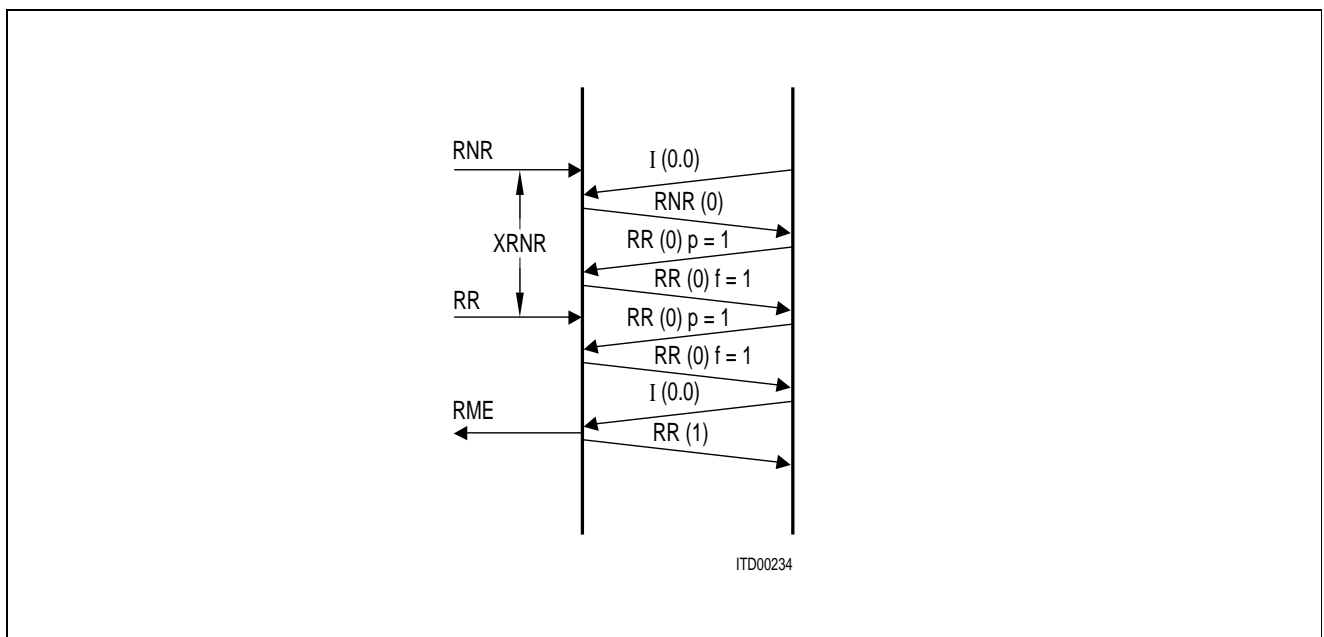 RNR
I (0.0)
RNR (0)
XRNR
RR (0) p = 1
RR (0) f = 1
RR
RR (0) p = 1
RR (0) f = 1
I (0.0)
RME
RR (1)
ITD00234